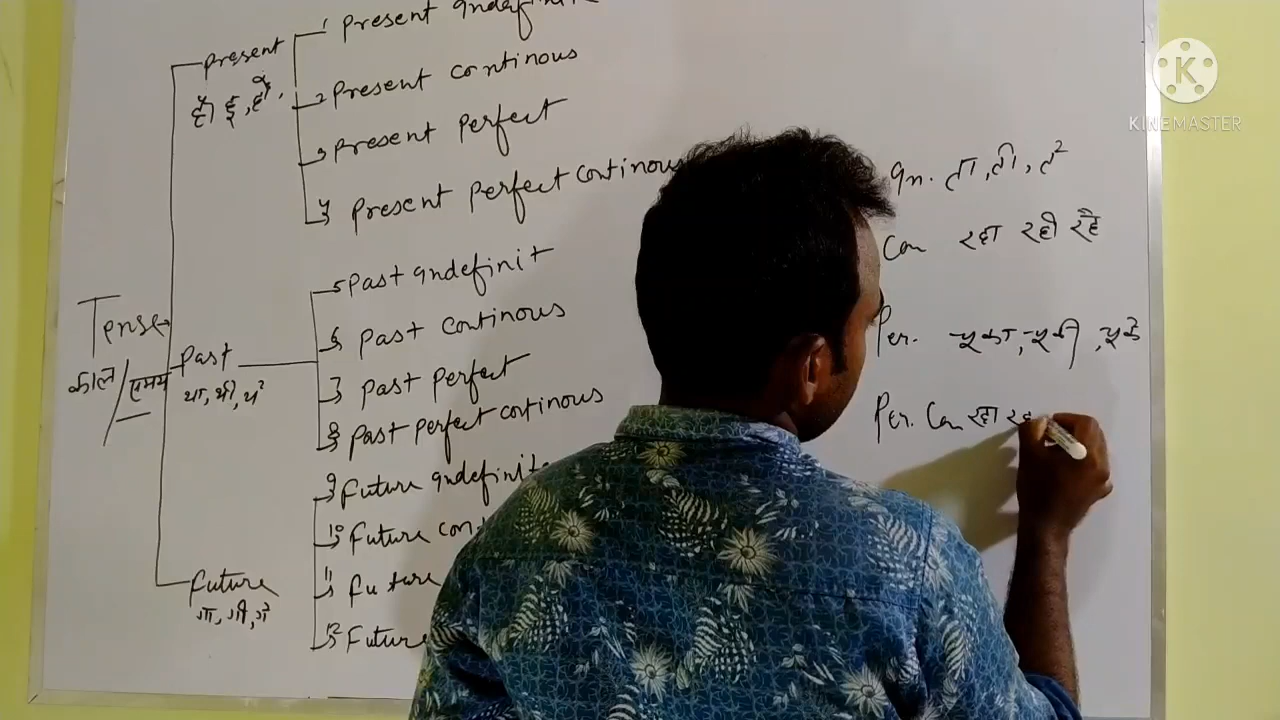 Tense
काल / समय
present
है, हूँ, हो,
1 present indefinit
2 present continous
3 present perfect
4 present perfect continous
Past
था, थी, थे
5 Past indefinit
6 past continous
7 past perfect
8 past perfect continous
future
गा, गी, गे
9 future indefinite
10 future con
11 future
12 future
In. ता, ती, ते
Con रहा रही रहे
Per. चूका, चूकी, चूके
Per. Con रहा रह
K
KINEMASTER